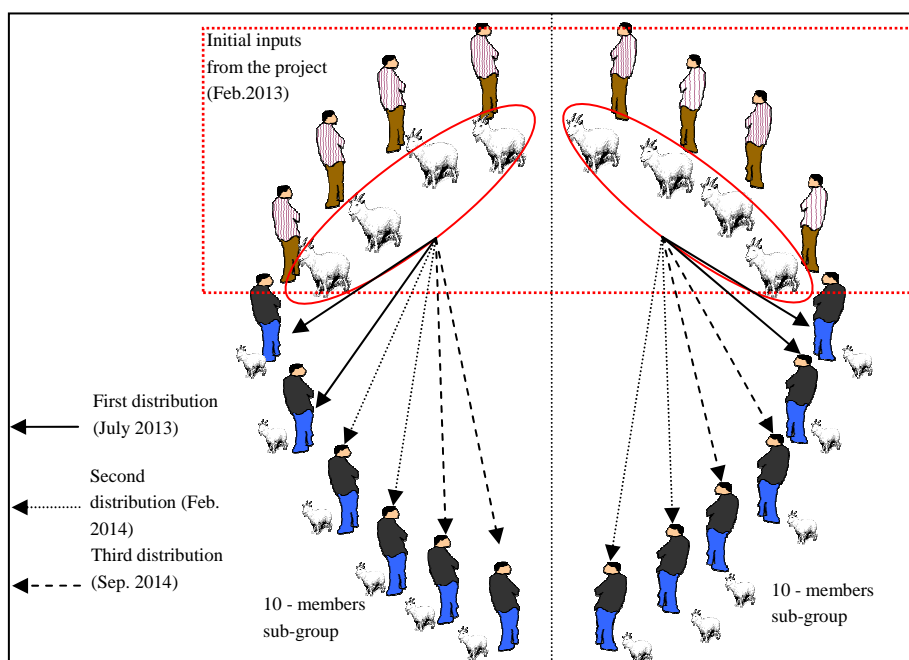 Initial inputs
from the project
(Feb.2013)
First distribution
(July 2013)
Second
distribution (Feb.
2014)
Third distribution
(Sep. 2014)
10 - members
sub-group
10 - members
sub-group